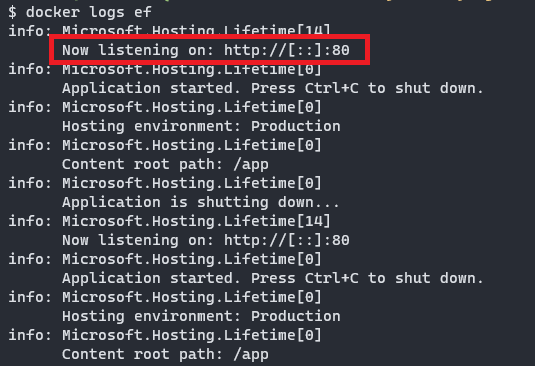 $ docker logs ef
info: Microsoft.Hosting.Lifetime[14]
Now listening on: http://[::]:80
info: Microsoft.Hosting.Lifetime[0]
Application started. Press Ctrl+C to shut down.
info: Microsoft.Hosting.Lifetime[0]
Hosting environment: Production
info: Microsoft.Hosting.Lifetime[0]
Content root path: /app
info: Microsoft.Hosting.Lifetime[0]
Application is shutting down...
info: Microsoft.Hosting.Lifetime[14]
Now listening on: http://[::]:80
info: Microsoft.Hosting.Lifetime[0]
Application started. Press Ctrl+C to shut down.
info: Microsoft.Hosting.Lifetime[0]
Hosting environment: Production
info: Microsoft.Hosting.Lifetime[0]
Content root path: /app